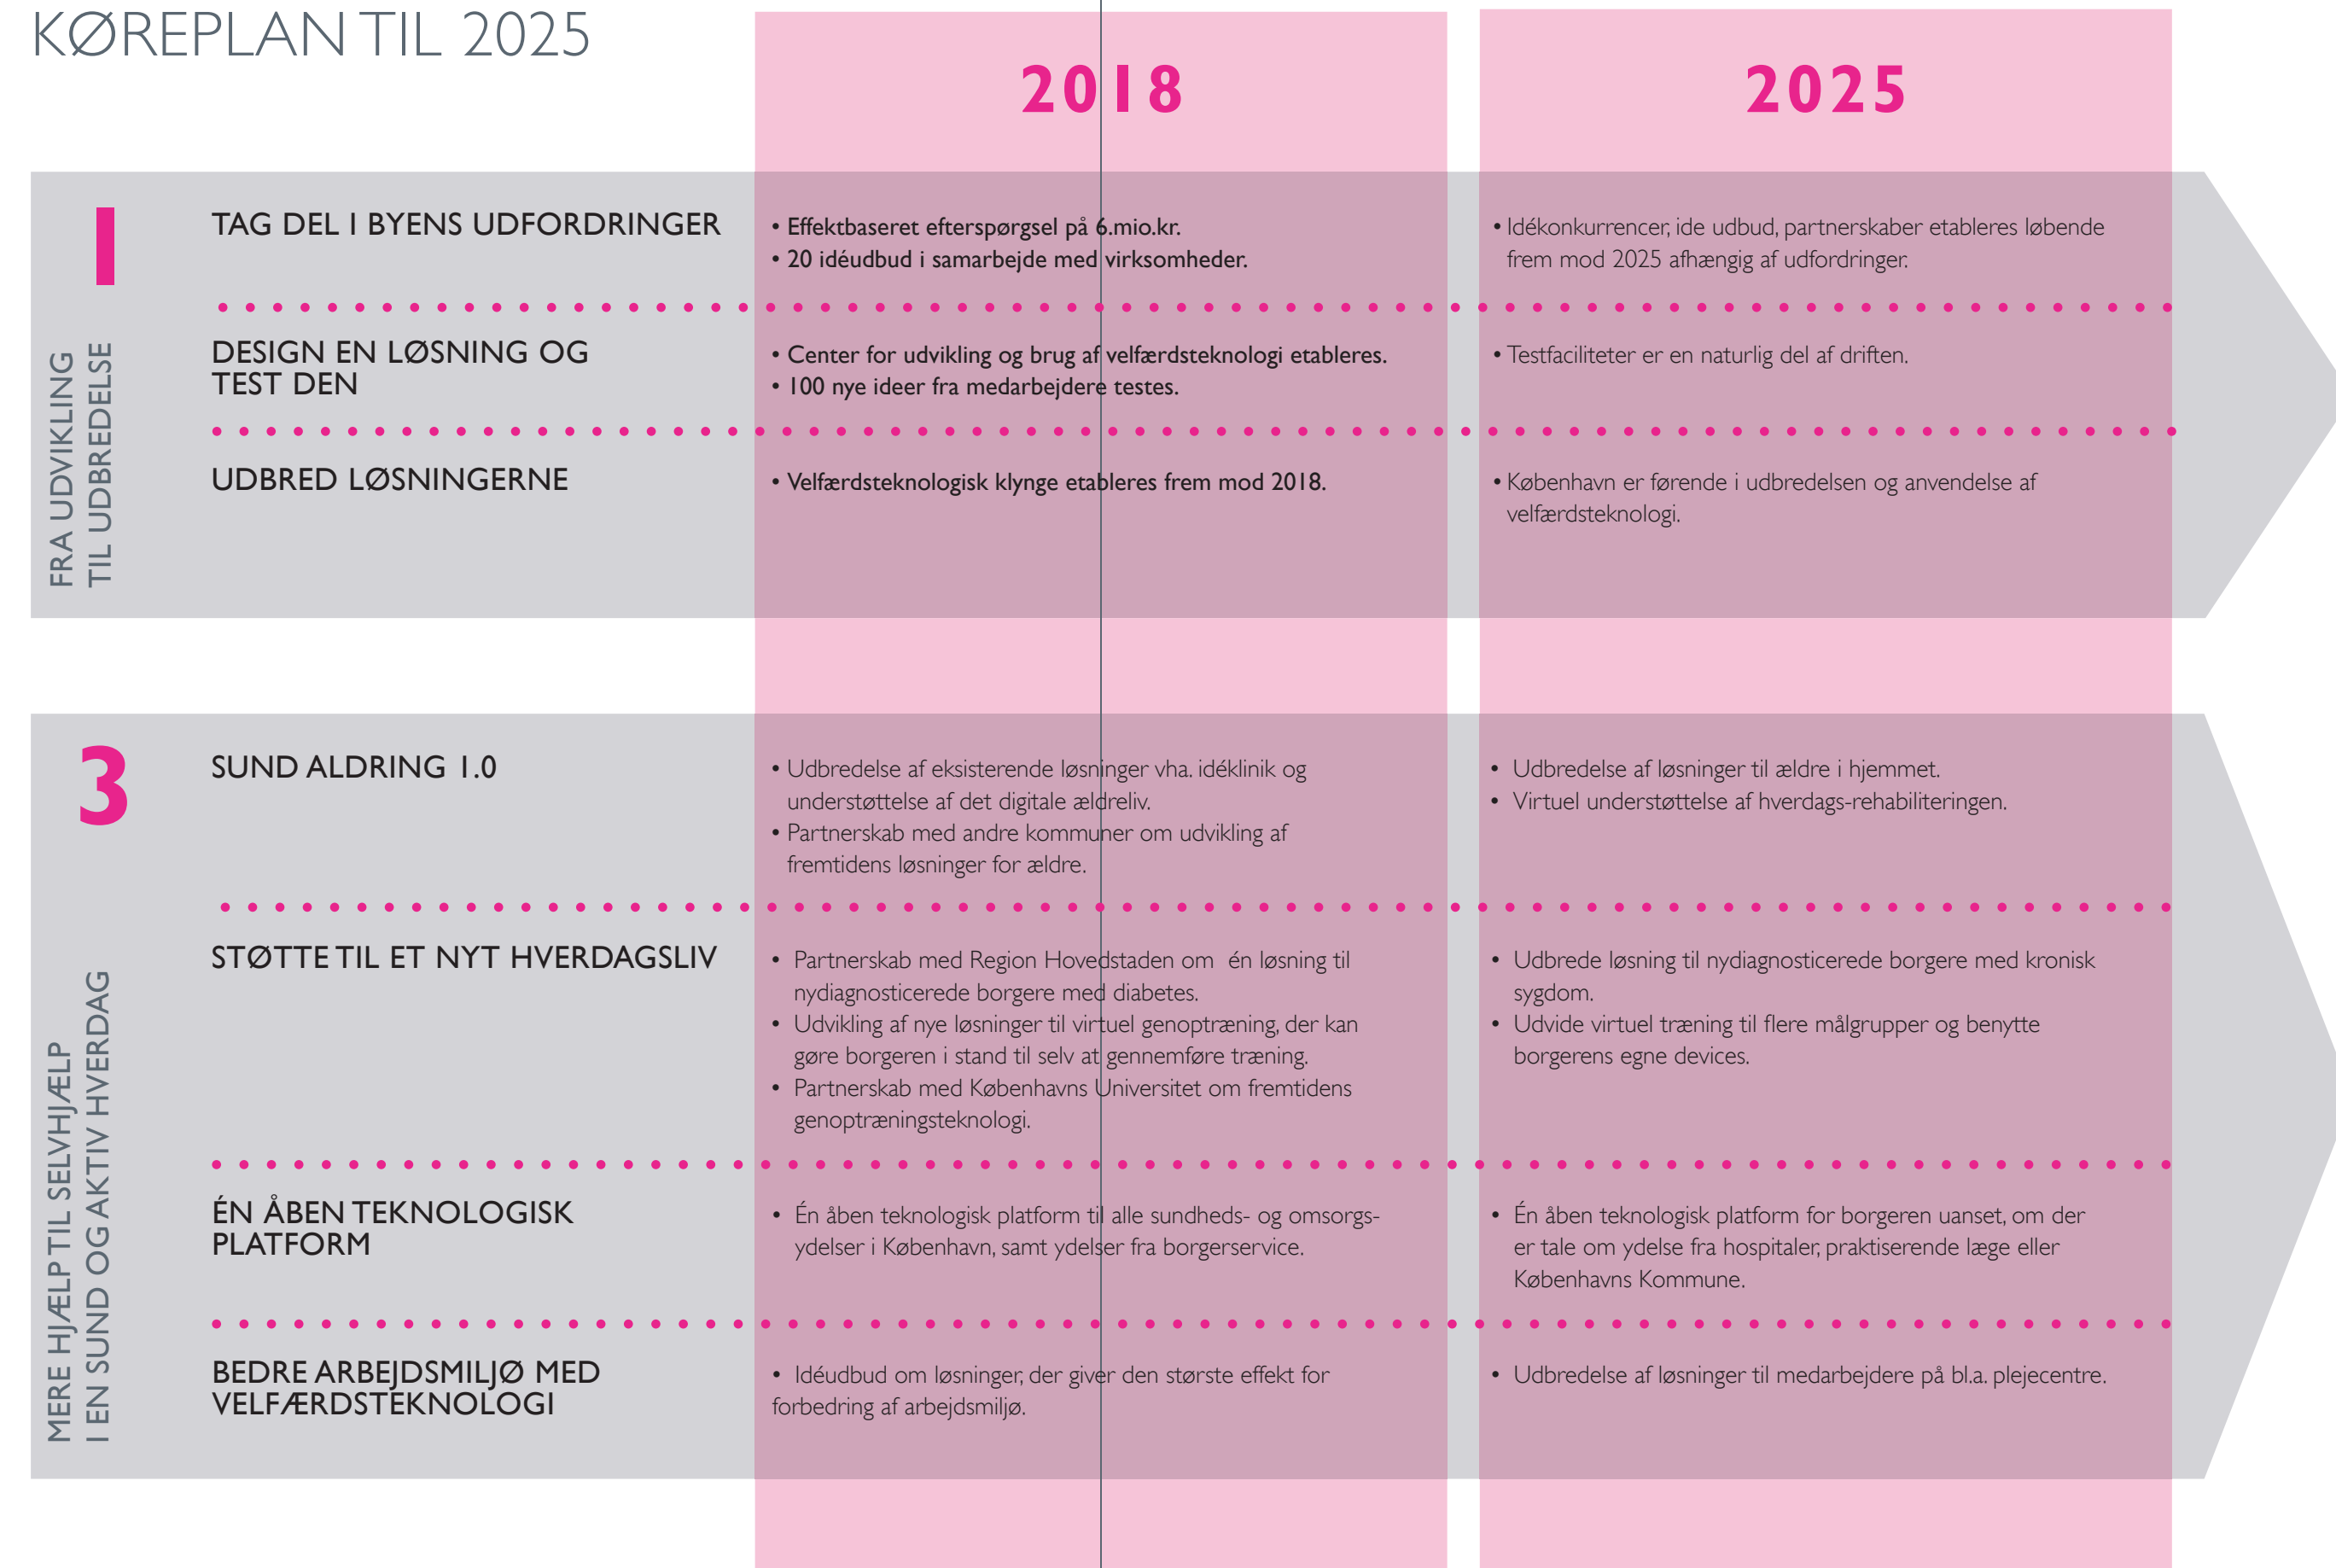 KØREPLAN TIL 2025
2018
2025
1
FRA UDVIKLING
TIL UDBREDELSE
TAG DEL I BYENS UDFORDRINGER
• Effektbaseret efterspørgsel på 6.mio.kr.
• 20 idéudbud i samarbejde med virksomheder.
• Idékonkurrencer, ide udbud, partnerskaber etableres løbende
frem mod 2025 afhængig af udfordringer.
DESIGN EN LØSNING OG
TEST DEN
• Center for udvikling og brug af velfærdsteknologi etableres.
• 100 nye ideer fra medarbejdere testes.
• Testfaciliteter er en naturlig del af driften.
UDBRED LØSNINGERNE
• Velfærdsteknologisk klynge etableres frem mod 2018.
• København er førende i udbredelsen og anvendelse af
velfærdsteknologi.
3
MERE HJÆLP TIL SELVHJÆLP
I EN SUND OG AKTIV HVERDAG
SUND ALDRING 1.0
• Udbredelse af eksisterende løsninger vha. idéklinik og
understøttelse af det digitale ældreliv.
• Partnerskab med andre kommuner om udvikling af
fremtidens løsninger for ældre.
• Udbredelse af løsninger til ældre i hjemmet.
• Virtuel understøttelse af hverdags-rehabiliteringen.
STØTTE TIL ET NYT HVERDAGSLIV
• Partnerskab med Region Hovedstaden om én løsning til
nydiagnosticerede borgere med diabetes.
• Udvikling af nye løsninger til virtuel genoptræning, der kan
gøre borgeren i stand til selv at gennemføre træning.
• Partnerskab med Københavns Universitet om fremtidens
genoptræningsteknologi.
• Udbrede løsning til nydiagnosticerede borgere med kronisk
sygdom.
• Udvide virtuel træning til flere målgrupper og benytte
borgerens egne devices.
ÉN ÅBEN TEKNOLOGISK
PLATFORM
• Én åben teknologisk platform til alle sundheds- og omsorgs-
ydelser i København, samt ydelser fra borgerservice.
• Én åben teknologisk platform for borgeren uanset, om der
er tale om ydelse fra hospitaler, praktiserende læge eller
Københavns Kommune.
BEDRE ARBEJDSMILJØ MED
VELFÆRDSTEKNOLOGI
• Idéudbud om løsninger, der giver den største effekt for
forbedring af arbejdsmiljø.
• Udbredelse af løsninger til medarbejdere på bl.a. plejecentre.